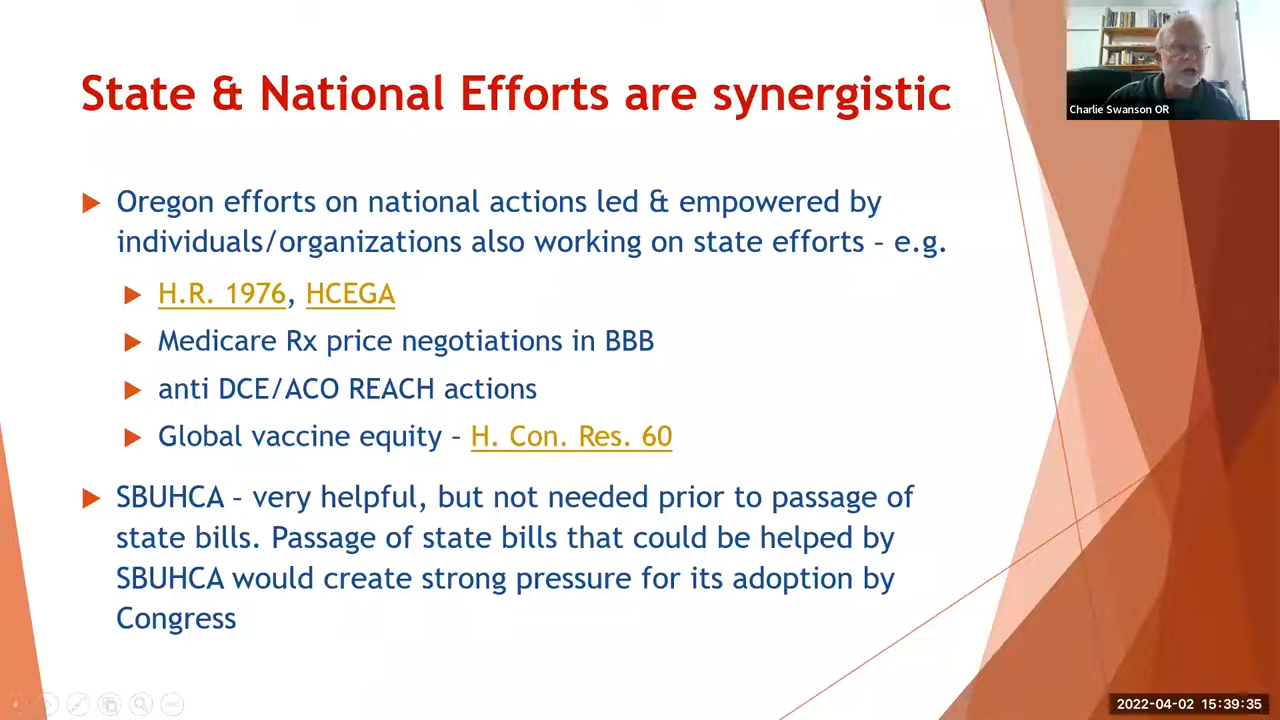 State & National Efforts are synergistic
Charlie Swanson OR
Oregon efforts on national actions led & empowered by
individuals/organizations also working on state efforts – e.g.
H.R. 1976, HCEGA
Medicare Rx price negotiations in BBB
anti DCE/ACO REACH actions
Global vaccine equity – H. Con. Res. 60
SBUHCA – very helpful, but not needed prior to passage of
state bills. Passage of state bills that could be helped by
SBUHCA would create strong pressure for its adoption by
Congress
2022-04-02 15:39:35